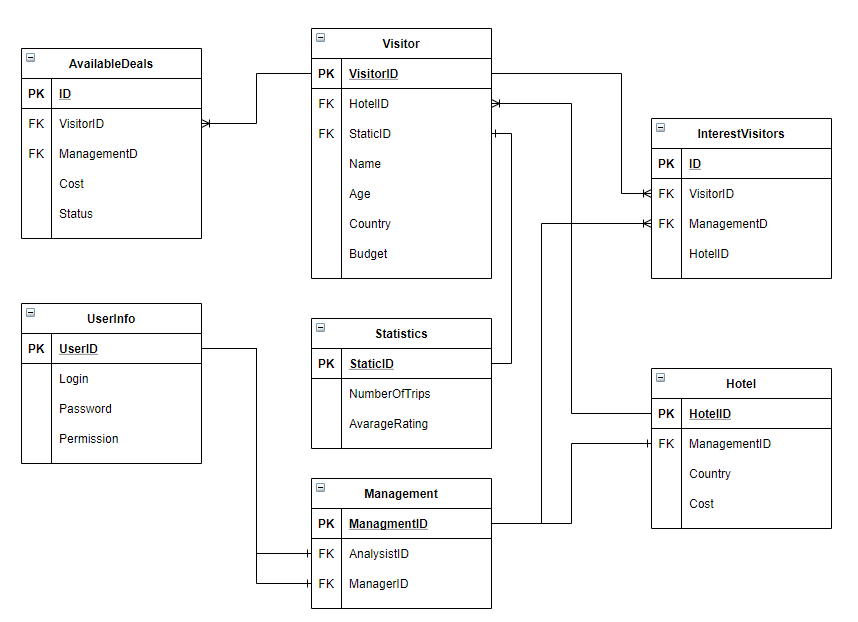 AvailableDeals
PK ID
FK VisitorID
FK ManagementD
Cost
Status
Visitor
PK VisitorID
FK HotelID
FK StaticID
Name
Age
Country
Budget
InterestVisitors
PK ID
FK VisitorID
FK ManagementD
HotelID
UserInfo
PK UserID
Login
Password
Permission
Statistics
PK StaticID
NumberOfTrips
AvarageRating
Hotel
PK HotelID
FK ManagementID
Country
Cost
Management
PK ManagmentID
FK AnalysistID
FK ManagerID